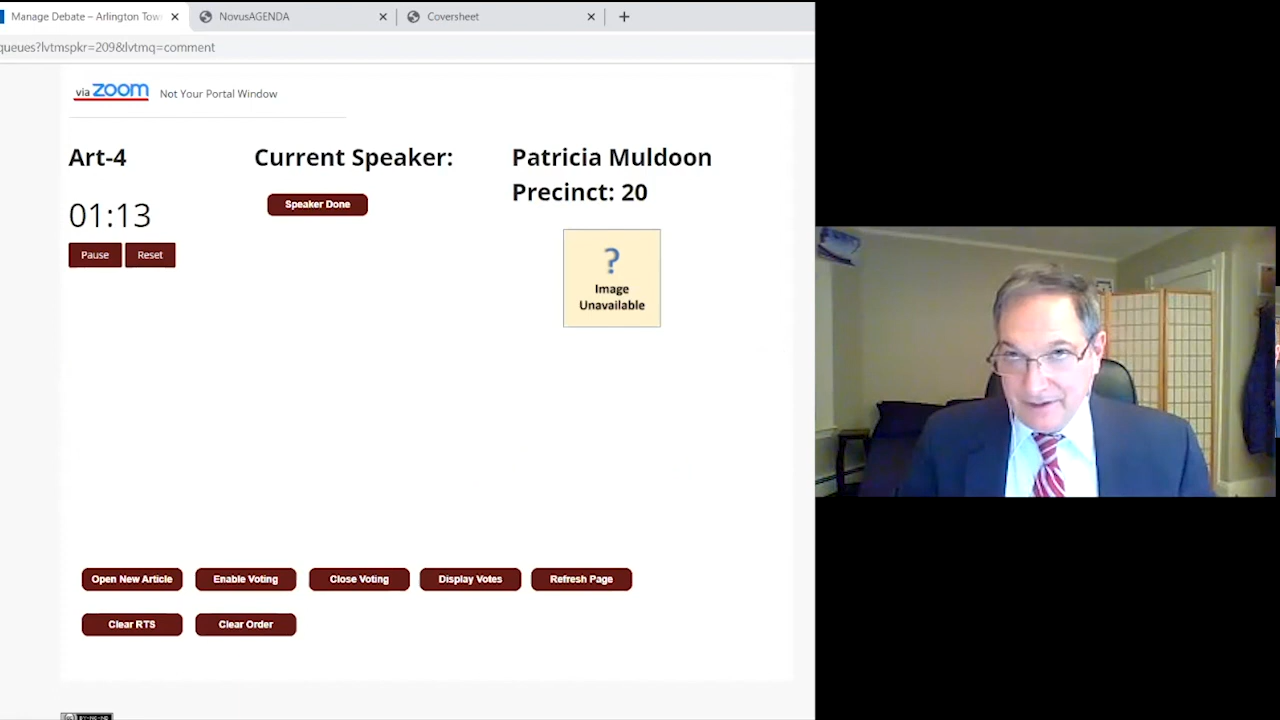 Manage Debate – Arlington Tow
NovusAGENDA
Coversheet
queues?lvtmspkr=209&lvtmq=comment
via zoom Not Your Portal Window
Art-4 Current Speaker: Patricia Muldoon
Precinct: 20
Speaker Done
01:13
Pause Reset
?
Image
Unavailable
Open New Article Enable Voting Close Voting Display Votes Refresh Page
Clear RTS Clear Order